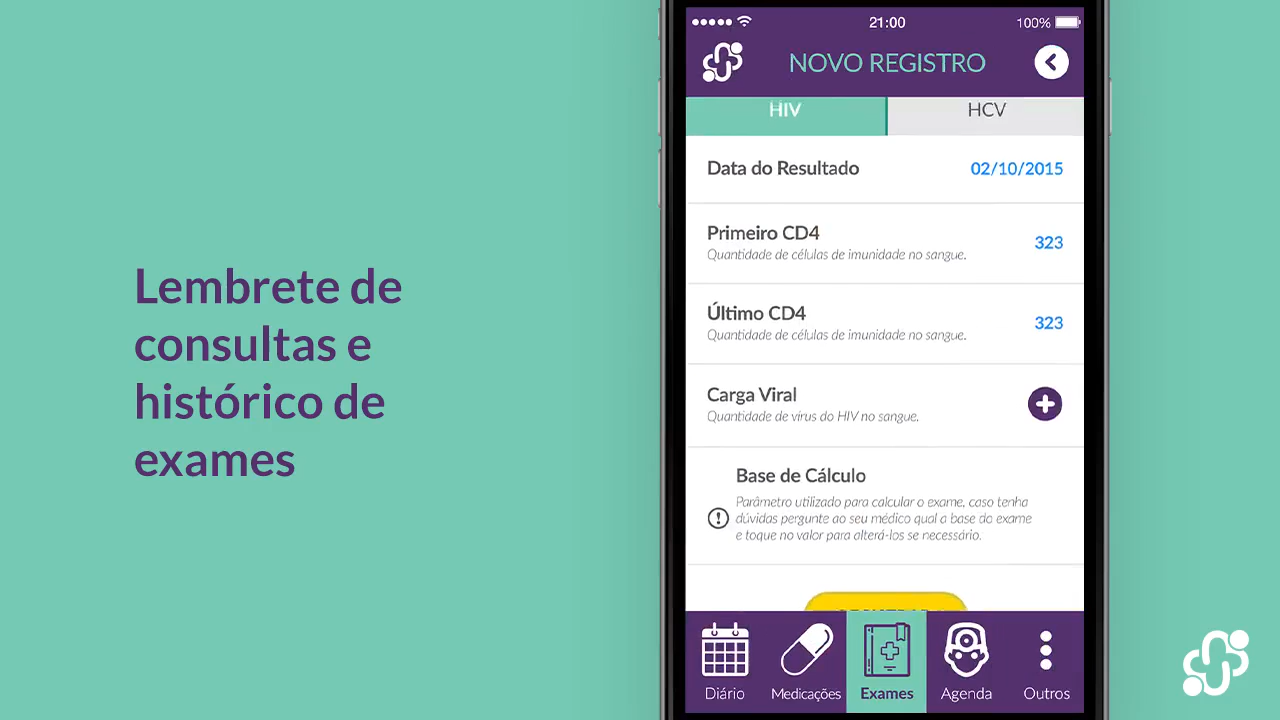 Lembrete de
consultas e
histórico de
exames
21:00
100%
NOVO REGISTRO
HIV
HCV
Data do Resultado
02/10/2015
Primeiro CD4
Quantidade de células de imunidade no sangue.
323
Último CD4
Quantidade de células de imunidade no sangue.
323
Carga Viral
Quantidade de vírus do HIV no sangue.
Base de Cálculo
Parâmetro utilizado para calcular o exame, caso tenha
dúvidas pergunte ao seu médico qual a base do exame
e toque no valor para alterá-los se necessário.
Diário
Medicações
Exames
Agenda
Outros